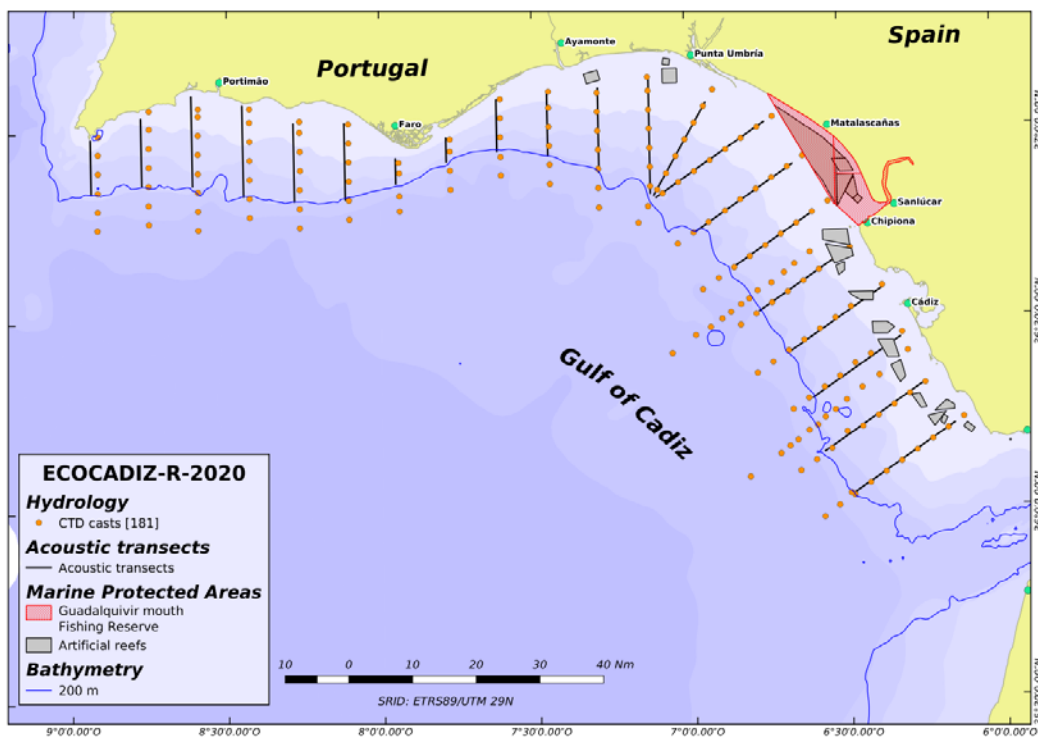 Spain
Ayamonte
Punta Umbría
Portugal
Portimão
Faro
Matalascañas
Sanlúcar
Chipiona
Cádiz
Gulf of Cadiz
ECOCADIZ-R-2020
Hydrology
CTD casts [181]
Acoustic transects
Acoustic transects
Marine Protected Areas
Guadalquivir mouth
Fishing Reserve
Artificial reefs
Bathymetry
200 m
10 0 10 20 30 40 Nm
SRID: ETRS89/UTM 29N
9°0'0.00"O 8°30'0.00"O 8°0'0.00"O 7°30'0.00"O 7°0'0.00"O 6°30'0.00"O 6°0'0.00"O